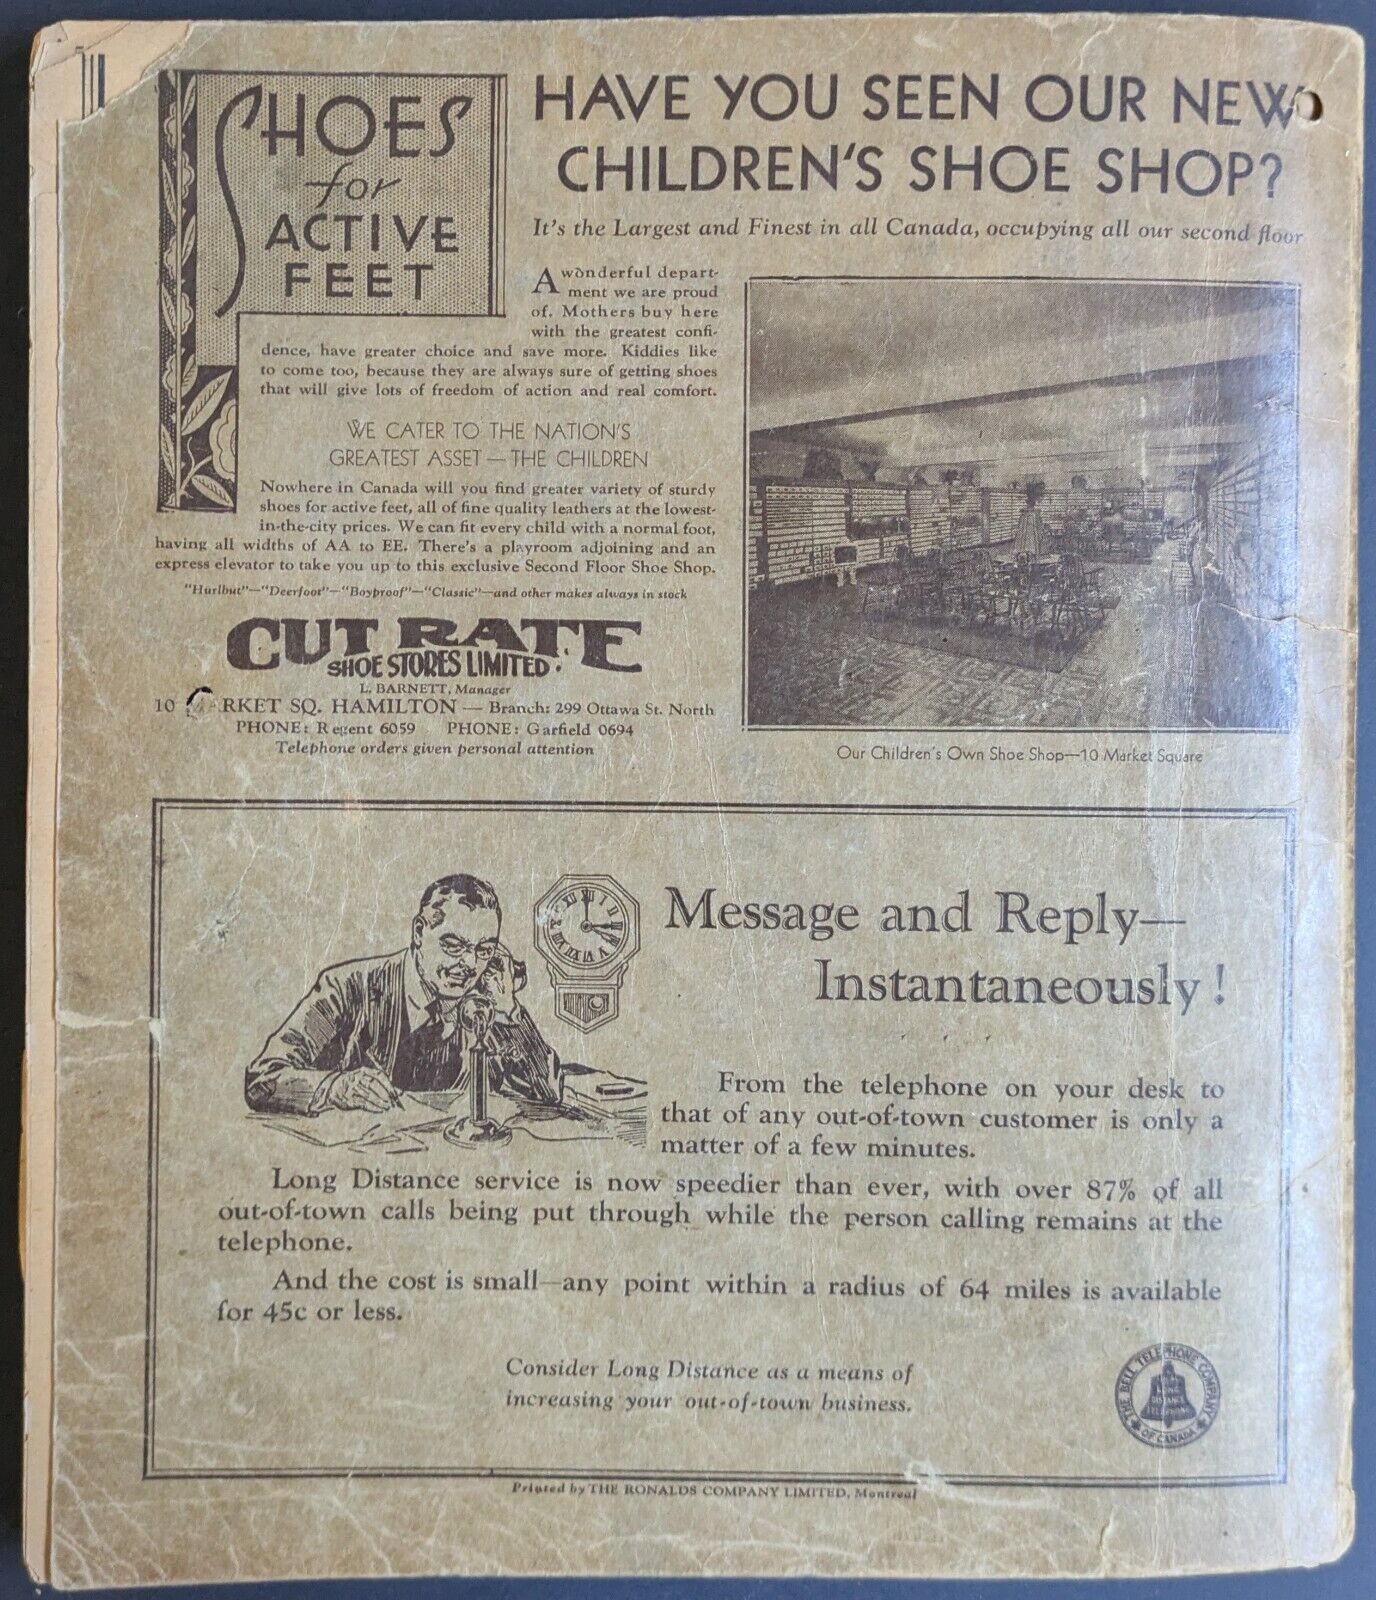 SHOES
for
ACTIVE
FEET
HAVE YOU SEEN OUR NEW
CHILDREN'S SHOE SHOP?
It's the Largest and Finest in all Canada, occupying all our second floor
A wonderful depart-
ment we are proud
of. Mothers buy here
with the greatest confi-
dence, have greater choice and save more. Kiddies like
to come too, because they are always sure of getting shoes
that will give lots of freedom of action and real comfort.
WE CATER TO THE NATION'S
GREATEST ASSET — THE CHILDREN
Nowhere in Canada will you find greater variety of sturdy
shoes for active feet, all of fine quality leathers at the lowest-
in-the-city prices. We can fit every child with a normal foot,
having all widths of AA to EE. There's a playroom adjoining and an
express elevator to take you up to this exclusive Second Floor Shoe Shop.
"Hurlbut"—"Deerfoot"—"Boyproof"—"Classic"—and other makes always in stock
CUT RATE
SHOE STORES LIMITED.
L. BARNETT, Manager
10 MARKET SQ. HAMILTON — Branch: 299 Ottawa St. North
PHONE: Regent 6059 PHONE: Garfield 0694
Telephone orders given personal attention
Our Children's Own Shoe Shop—10 Market Square
Message and Reply—
Instantaneously!
From the telephone on your desk to
that of any out-of-town customer is only a
matter of a few minutes.
Long Distance service is now speedier than ever, with over 87% of all
out-of-town calls being put through while the person calling remains at the
telephone.
And the cost is small—any point within a radius of 64 miles is available
for 45c or less.
Consider Long Distance as a means of
increasing your out-of-town business.
THE BELL TELEPHONE COMPANY
OF CANADA
LONG
DISTANCE
TELEPHONE
Printed by THE RONALDS COMPANY LIMITED, Montreal